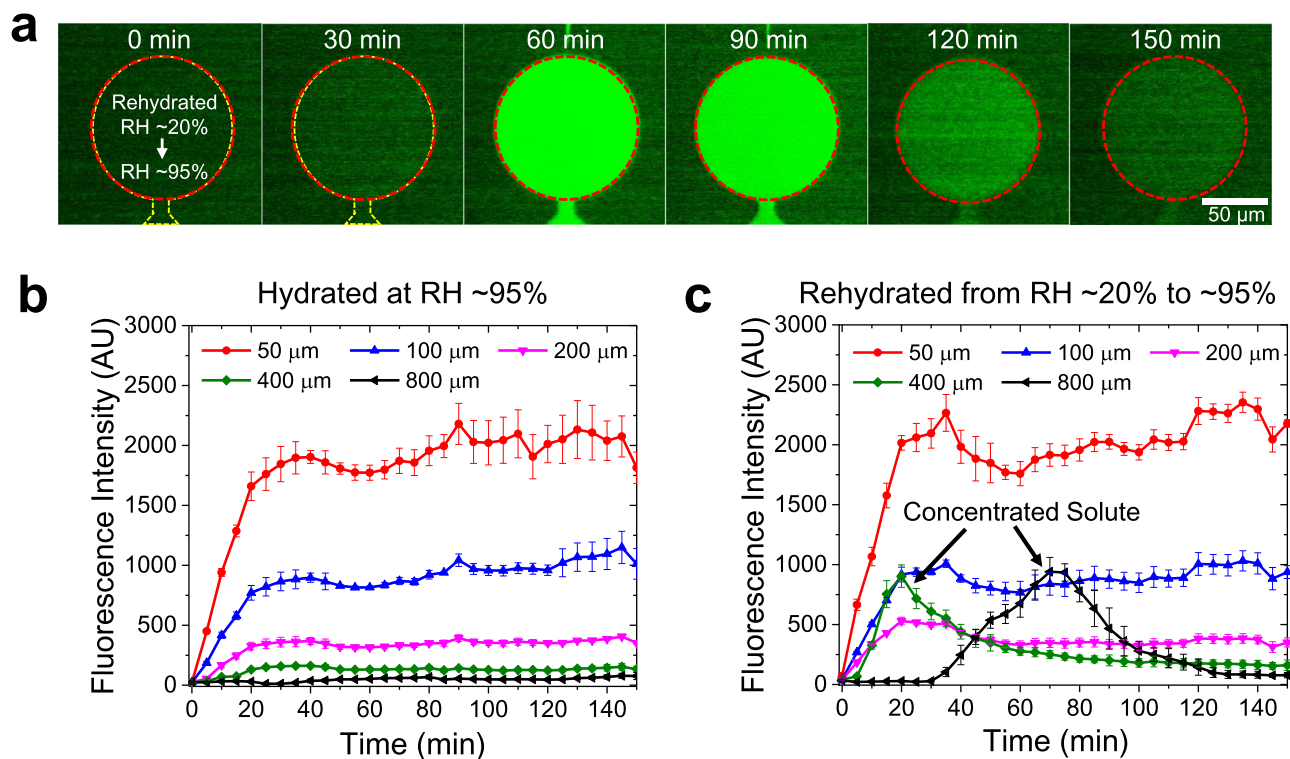 a
0 min
30 min
60 min
90 min
120 min
150 min
Rehydrated
RH ~20%
RH ~95%
50 µm
b
Hydrated at RH ~95%
Fluorescence Intensity (AU)
3000
2500
2000
1500
1000
500
0
50 µm
100 µm
200 µm
400 µm
800 µm
0 20 40 60 80 100 120 140
Time (min)
c
Rehydrated from RH ~20% to ~95%
Fluorescence Intensity (AU)
3000
2500
2000
1500
1000
500
0
50 µm
100 µm
200 µm
400 µm
800 µm
Concentrated Solute
0 20 40 60 80 100 120 140
Time (min)